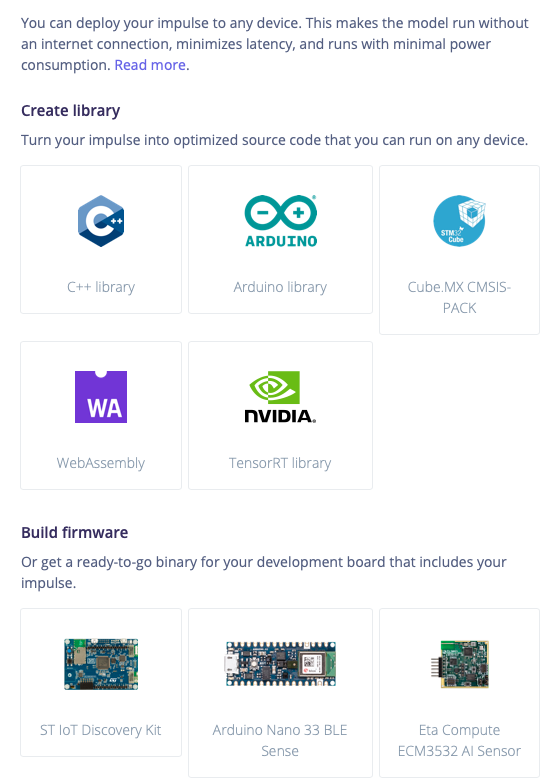 You can deploy your impulse to any device. This makes the model run without
an internet connection, minimizes latency, and runs with minimal power
consumption. Read more.
Create library
Turn your impulse into optimized source code that you can run on any device.
C++
ARDUINO
STM32
Cube
C++ library
Arduino library
Cube.MX CMSIS-
PACK
WA
NVIDIA.
WebAssembly
TensorRT library
Build firmware
Or get a ready-to-go binary for your development board that includes your
impulse.
ST IoT Discovery Kit
Arduino Nano 33 BLE
Sense
Eta Compute
ECM3532 AI Sensor